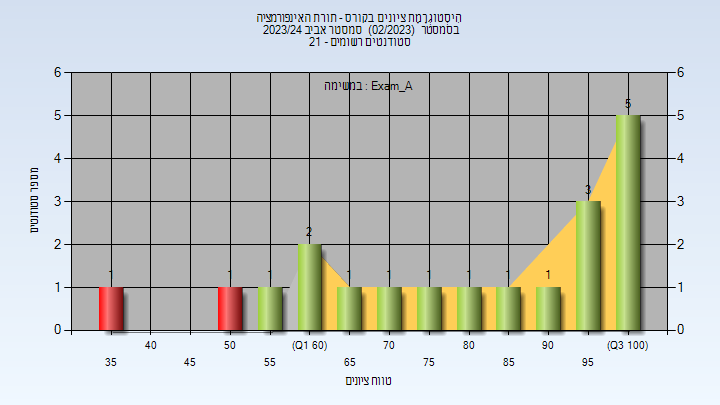 היסטוגרמת ציונים בקורס - תורת האינפורמציה
בסמסטר (02/2023) סמסטר אביב 2023/24
סטודנטים רשומים - 21
במשימה : Exam_A
מספר סטודנטים
6 6
5 5
4 4
3 3
2 2
1 1
0 0
1 1 1 2 1 1 1 1 1 1 3 5
40 50 (Q1 60) 70 80 90 (Q3 100)
35 45 55 65 75 85 95
טווח ציונים